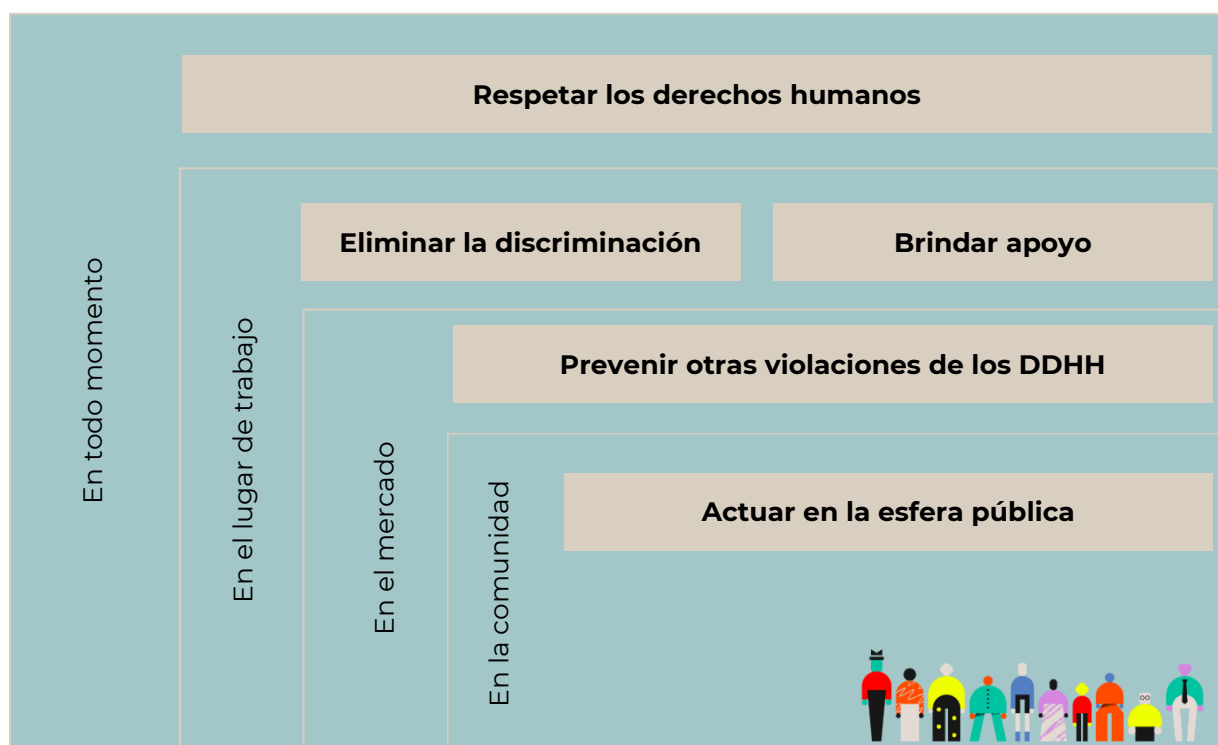 En todo momento
Respetar los derechos humanos
En el lugar de trabajo
Eliminar la discriminación
Brindar apoyo
En el mercado
Prevenir otras violaciones de los DDHH
En la comunidad
Actuar en la esfera pública